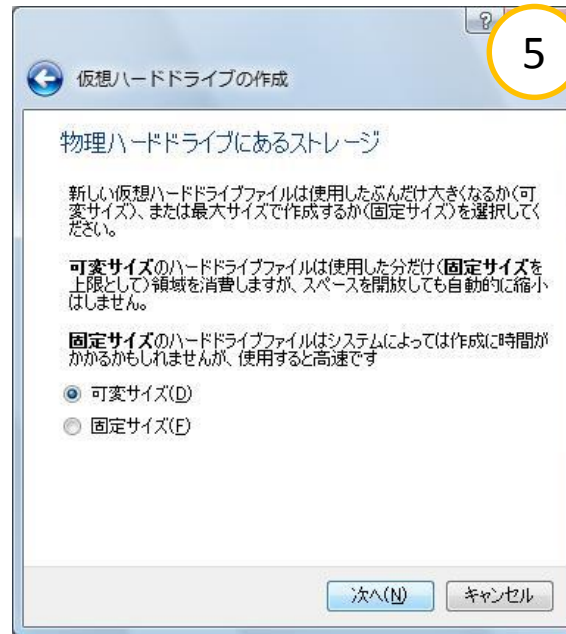 ?
5
仮想ハードドライブの作成
物理ハードドライブにあるストレージ
新しい仮想ハードドライブファイルは使用したぶんだけ大きくなるか(可
変サイズ)、または最大サイズで作成するか(固定サイズ)を選択してく
ださい。
可変サイズのハードドライブファイルは使用した分だけ(固定サイズを
上限として)領域を消費しますが、スペースを開放しても自動的に縮小
はしません。
固定サイズのハードドライブファイルはシステムによっては作成に時間が
かかるかもしれませんが、使用すると高速です
可変サイズ(D)
固定サイズ(F)
次へ(N) キャンセル